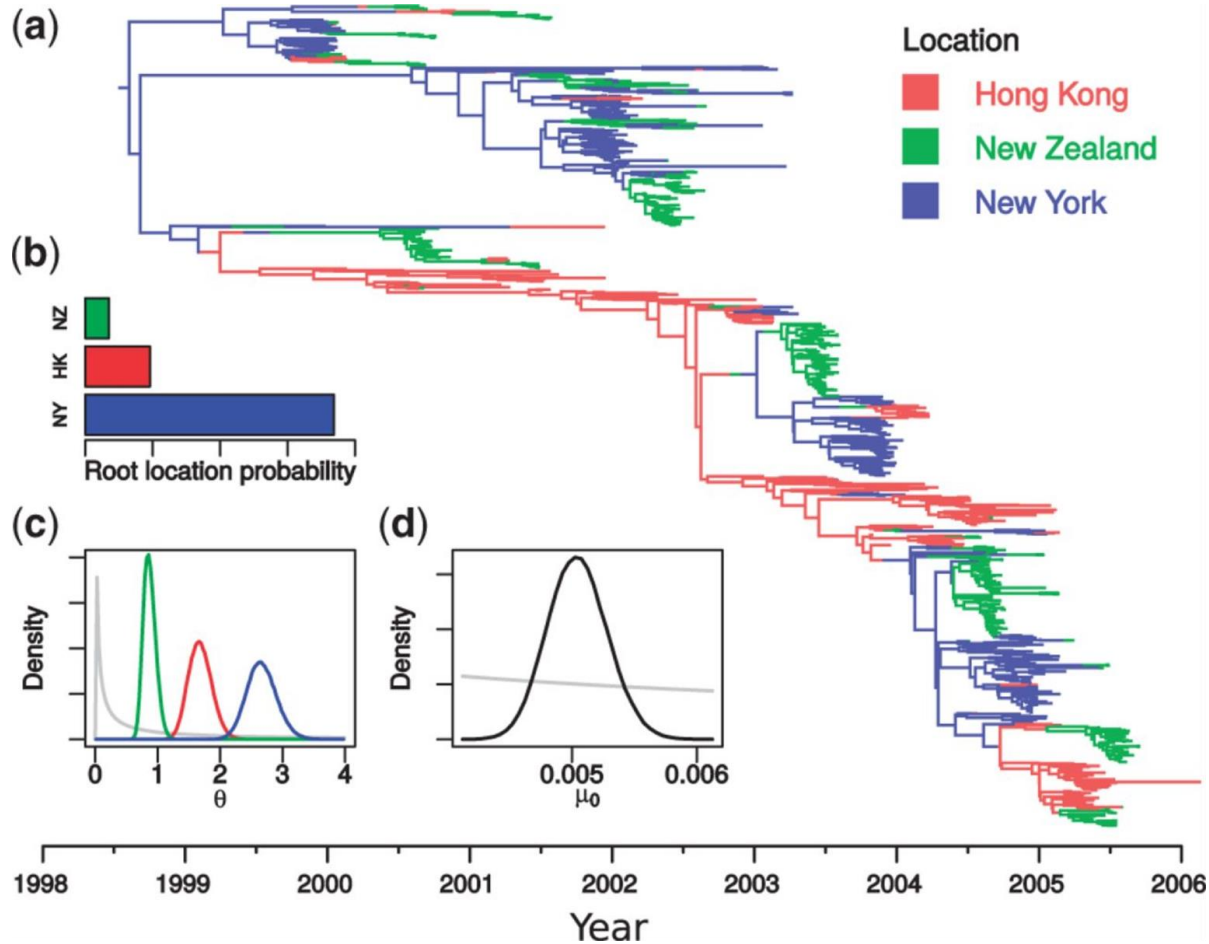 (a)
Location
Hong Kong
New Zealand
New York
(b)
NZ
HK
NY
Root location probability
(c)
Density
0 1 2 3 4
θ
(d)
Density
0.005 0.006
μ0
1998 1999 2000 2001 2002 2003 2004 2005 2006
Year